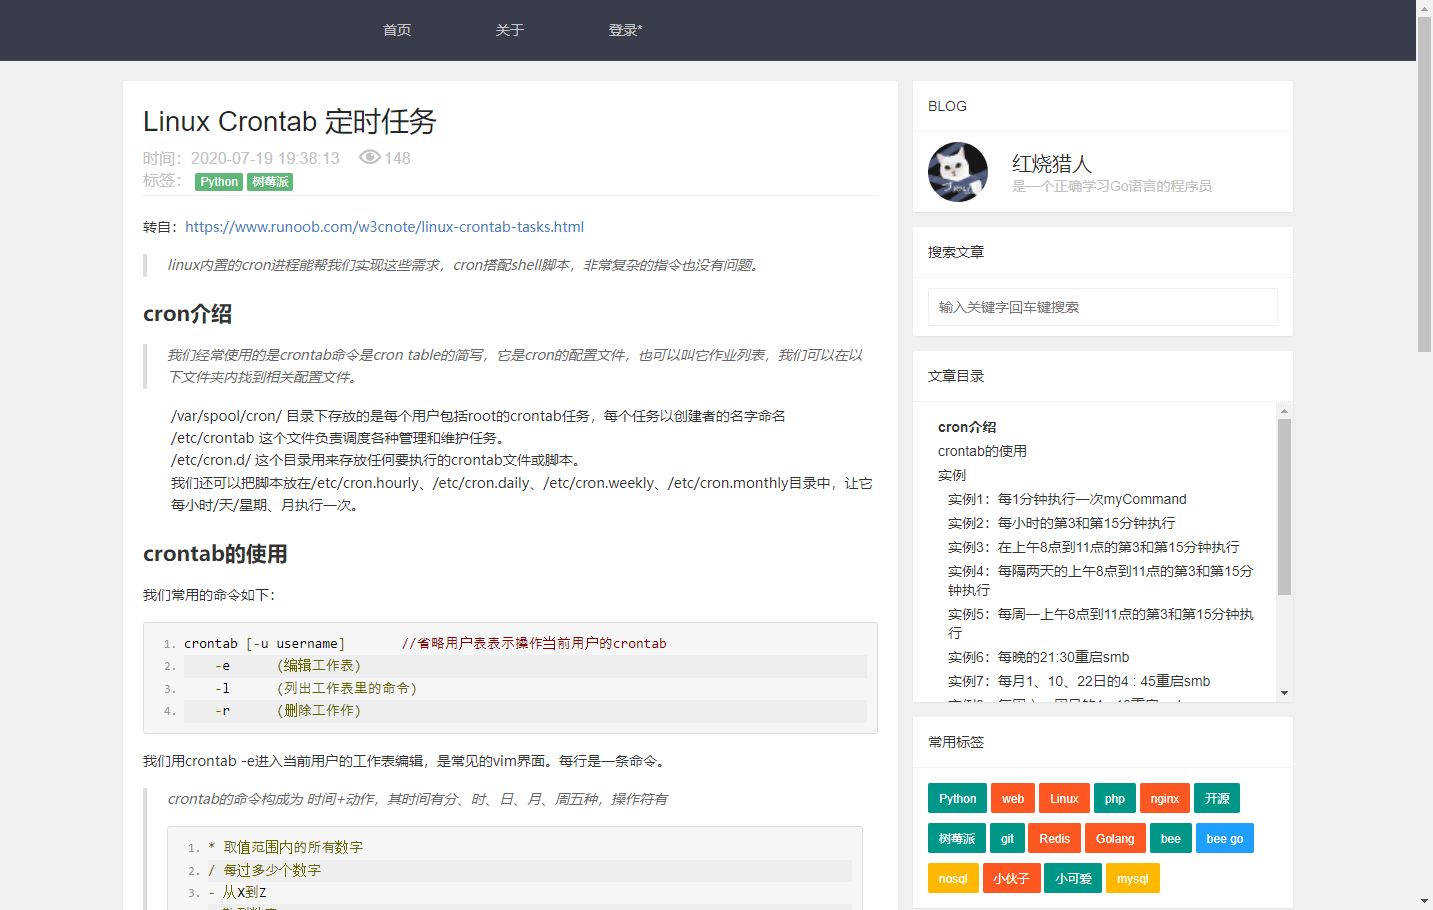 首页 关于 登录*
Linux Crontab 定时任务
时间：2020-07-19 19:38:13 148
标签： Python 树莓派
转自：https://www.runoob.com/w3cnote/linux-crontab-tasks.html
linux内置的cron进程能帮我们实现这些需求，cron搭配shell脚本，非常复杂的指令也没有问题。
cron介绍
我们经常使用的是crontab命令是cron table的简写，它是cron的配置文件，也可以叫它作业列表，我们可以在以
下文件夹内找到相关配置文件。
/var/spool/cron/ 目录下存放的是每个用户包括root的crontab任务，每个任务以创建者的名字命名
/etc/crontab 这个文件负责调度各种管理和维护任务。
/etc/cron.d/ 这个目录用来存放任何要执行的crontab文件或脚本。
我们还可以把脚本放在/etc/cron.hourly、/etc/cron.daily、/etc/cron.weekly、/etc/cron.monthly目录中，让它
每小时/天/星期、月执行一次。
crontab的使用
我们常用的命令如下：
1. crontab [-u username] //省略用户表表示操作当前用户的crontab
2. -e (编辑工作表)
3. -l (列出工作表里的命令)
4. -r (删除工作作)
我们用crontab -e进入当前用户的工作表编辑，是常见的vim界面。每行是一条命令。
crontab的命令构成为 时间+动作，其时间有分、时、日、月、周五种，操作符有
1. * 取值范围内的所有数字
2. / 每过多少个数字
3. - 从X到Z
BLOG
红烧猎人
是一个正确学习Go语言的程序员
搜索文章
输入关键字回车键搜索
文章目录
cron介绍
crontab的使用
实例
实例1：每1分钟执行一次myCommand
实例2：每小时的第3和第15分钟执行
实例3：在上午8点到11点的第3和第15分钟执行
实例4：每隔两天的上午8点到11点的第3和第15分
钟执行
实例5：每周一上午8点到11点的第3和第15分钟执
行
实例6：每晚的21:30重启smb
实例7：每月1、10、22日的4 : 45重启smb
常用标签
Python web Linux php nginx 开源
树莓派 git Redis Golang bee bee go
nosql 小伙子 小可爱 mysql